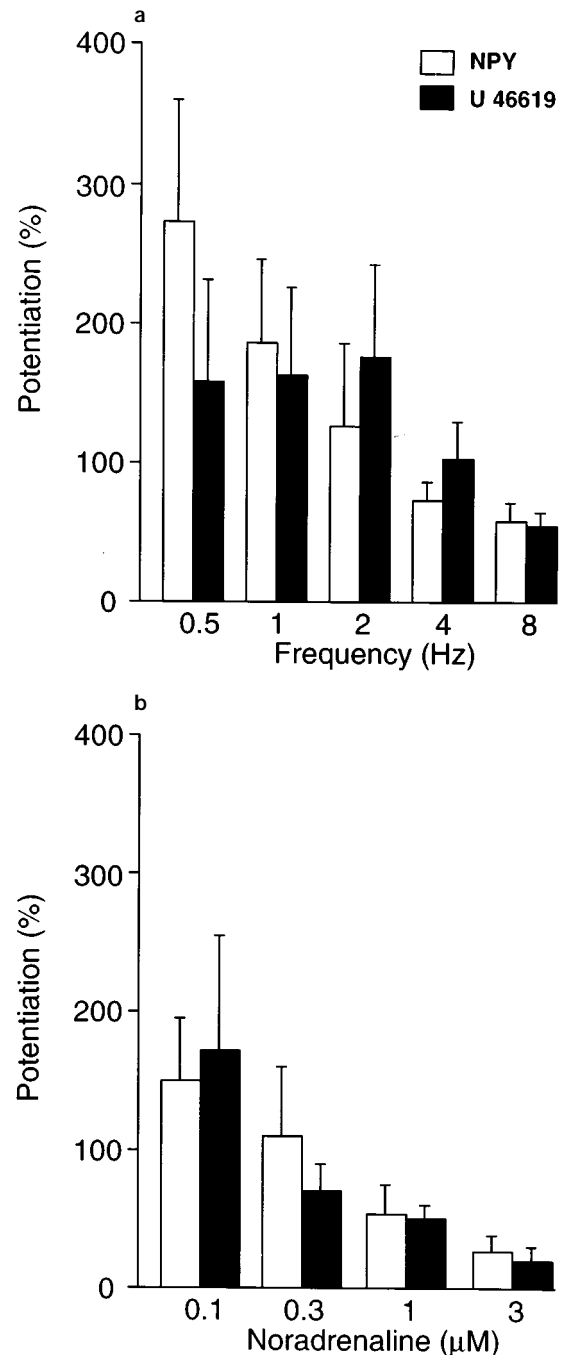 a
400
300
200
100
0
Potentiation (%)
NPY
U 46619
0.5 1 2 4 8
Frequency (Hz)
b
400
300
200
100
0
Potentiation (%)
0.1 0.3 1 3
Noradrenaline (μM)